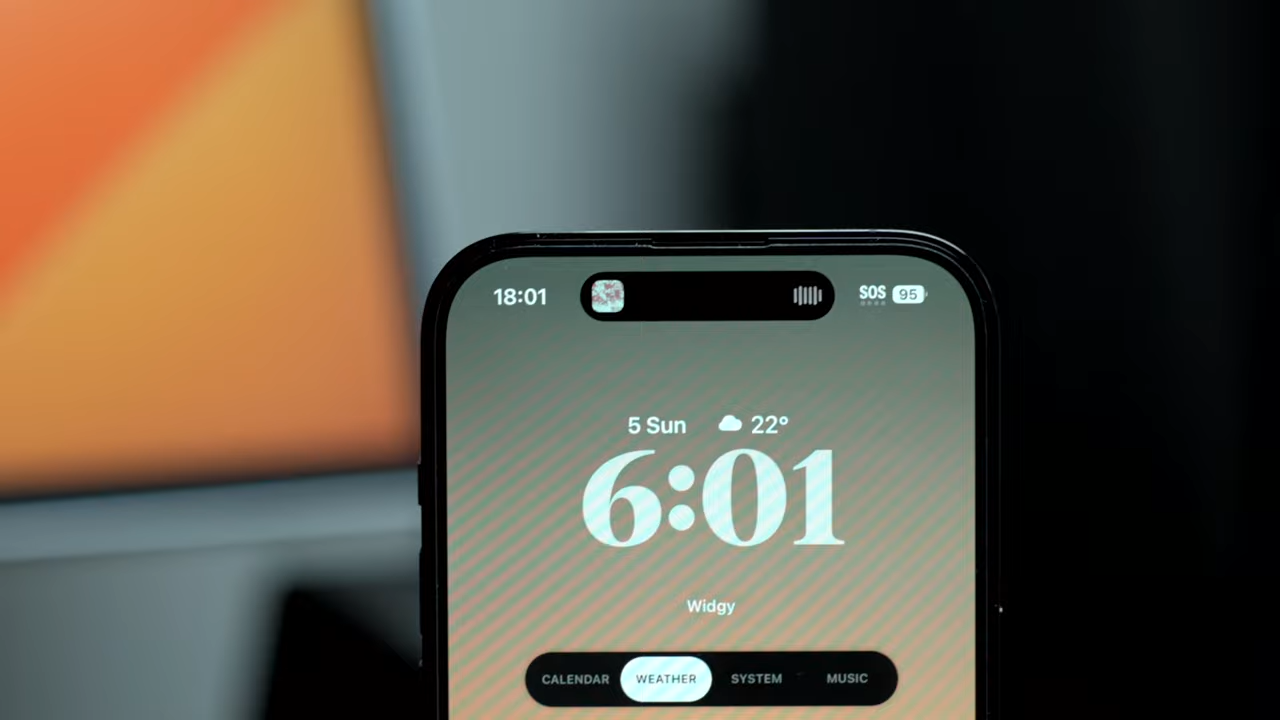 18:01 SOS 95
5 Sun 22°
6:01
Widgy
CALENDAR WEATHER SYSTEM MUSIC